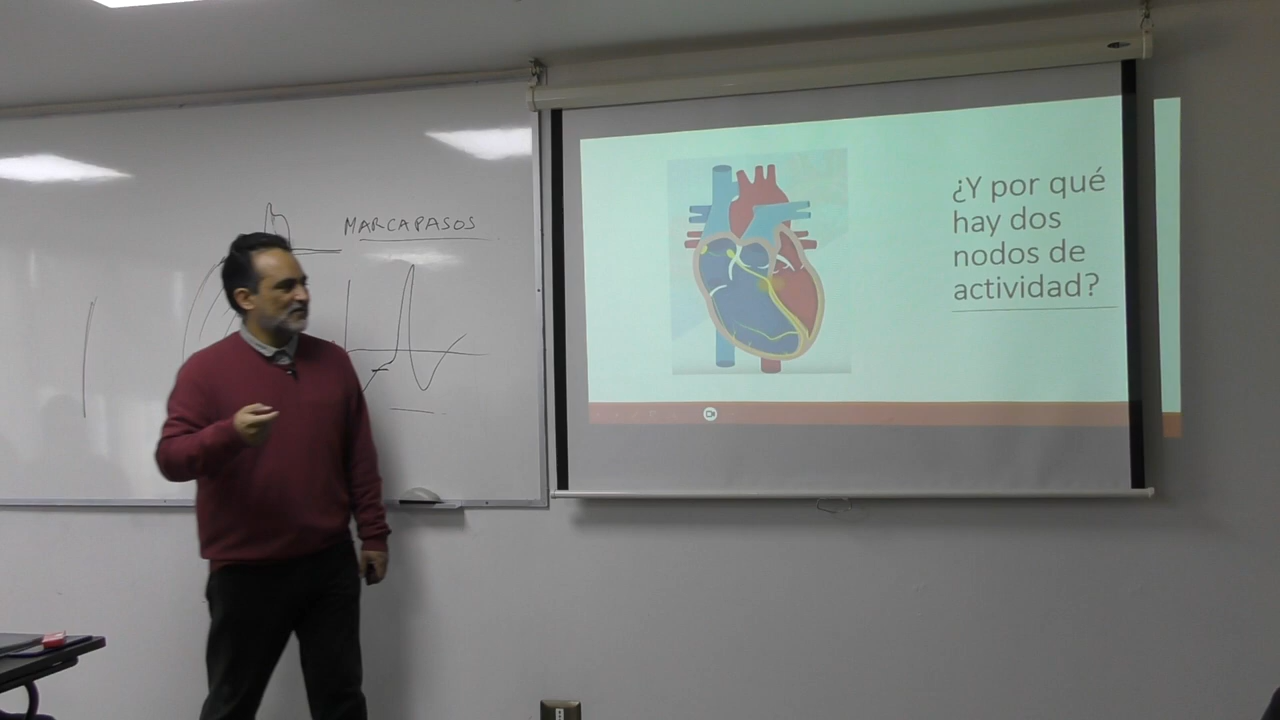 MARCAPASOS
¿Y por qué
hay dos
nodos de
actividad?